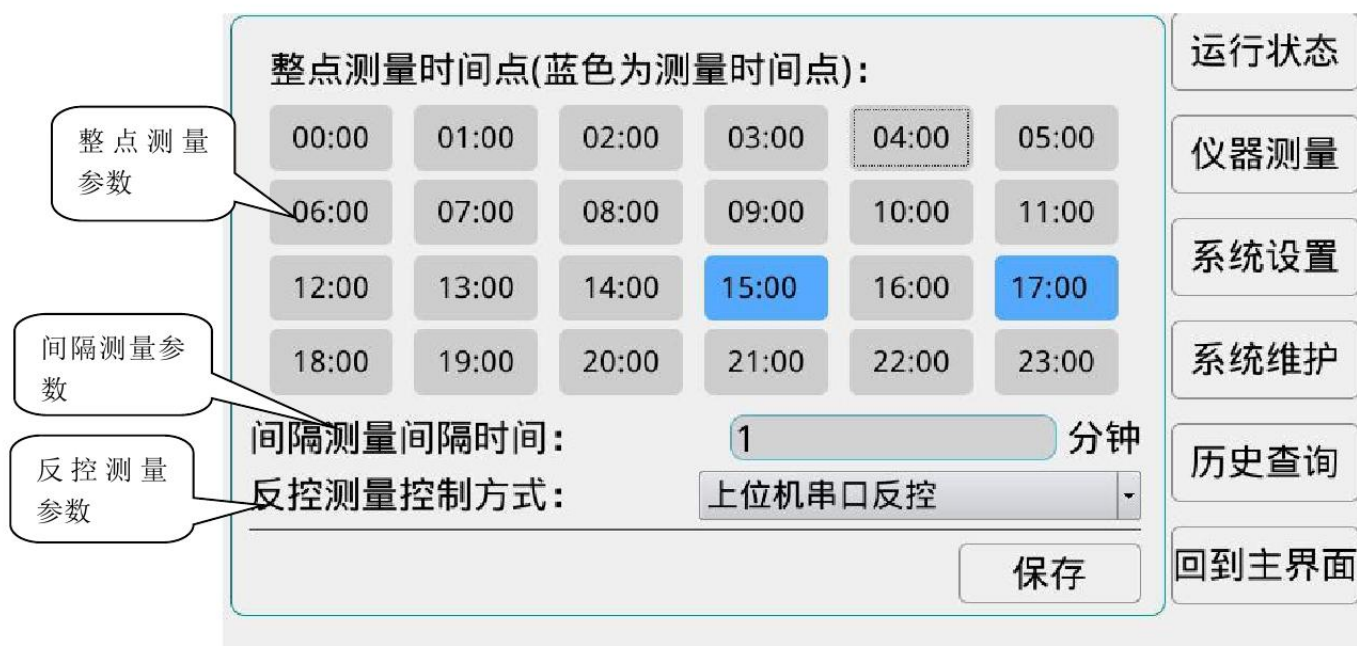 整点测量时间点(蓝色为测量时间点):
00:00 01:00 02:00 03:00 04:00 05:00
06:00 07:00 08:00 09:00 10:00 11:00
12:00 13:00 14:00 15:00 16:00 17:00
18:00 19:00 20:00 21:00 22:00 23:00
间隔测量间隔时间: 1 分钟
反控测量控制方式: 上位机串口反控
保存
整点测量
参数
间隔测量参
数
反控测量
参数
运行状态
仪器测量
系统设置
系统维护
历史查询
回到主界面